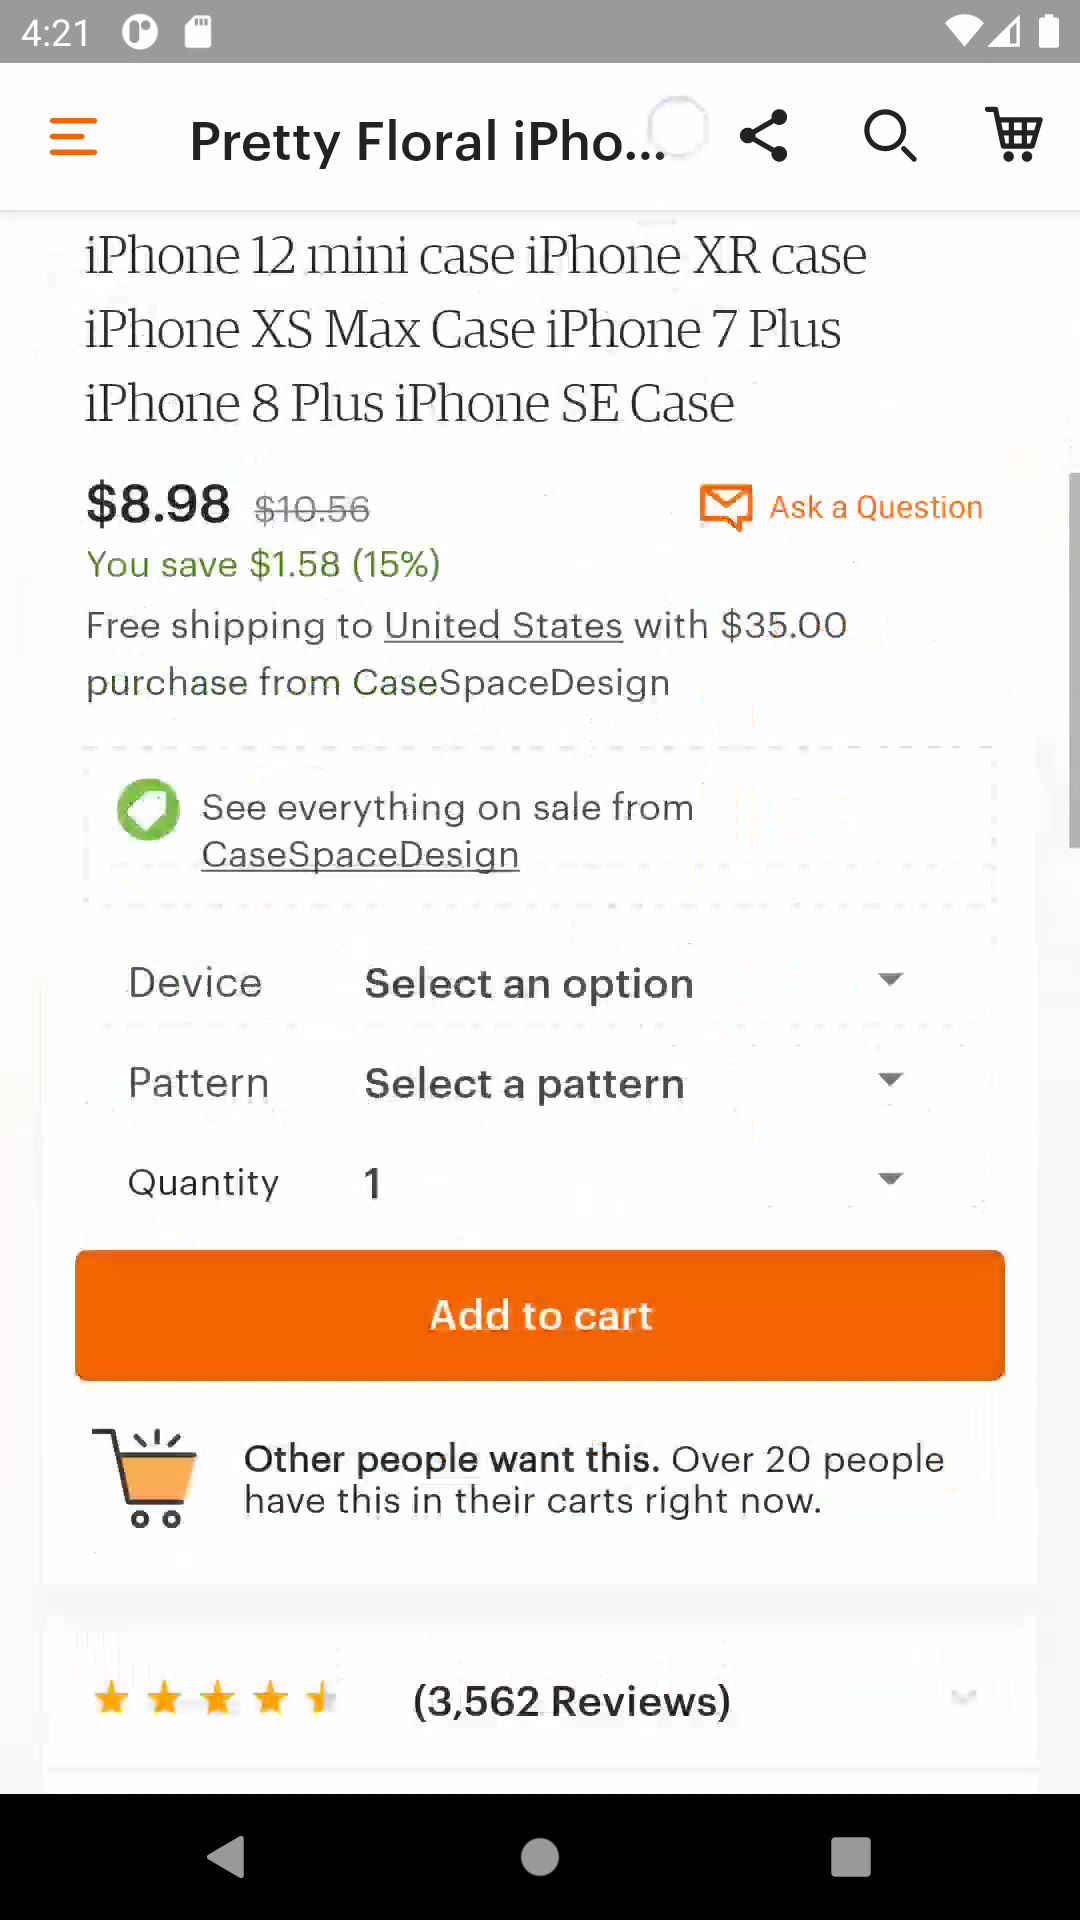 4:21
Pretty Floral iPho...
iPhone 12 mini case iPhone XR case
iPhone XS Max Case iPhone 7 Plus
iPhone 8 Plus iPhone SE Case
$8.98 $10.56
Ask a Question
You save $1.58 (15%)
Free shipping to United States with $35.00
purchase from CaseSpaceDesign
See everything on sale from
CaseSpaceDesign
Device Select an option
Pattern Select a pattern
Quantity 1
Add to cart
Other people want this. Over 20 people
have this in their carts right now.
(3,562 Reviews)